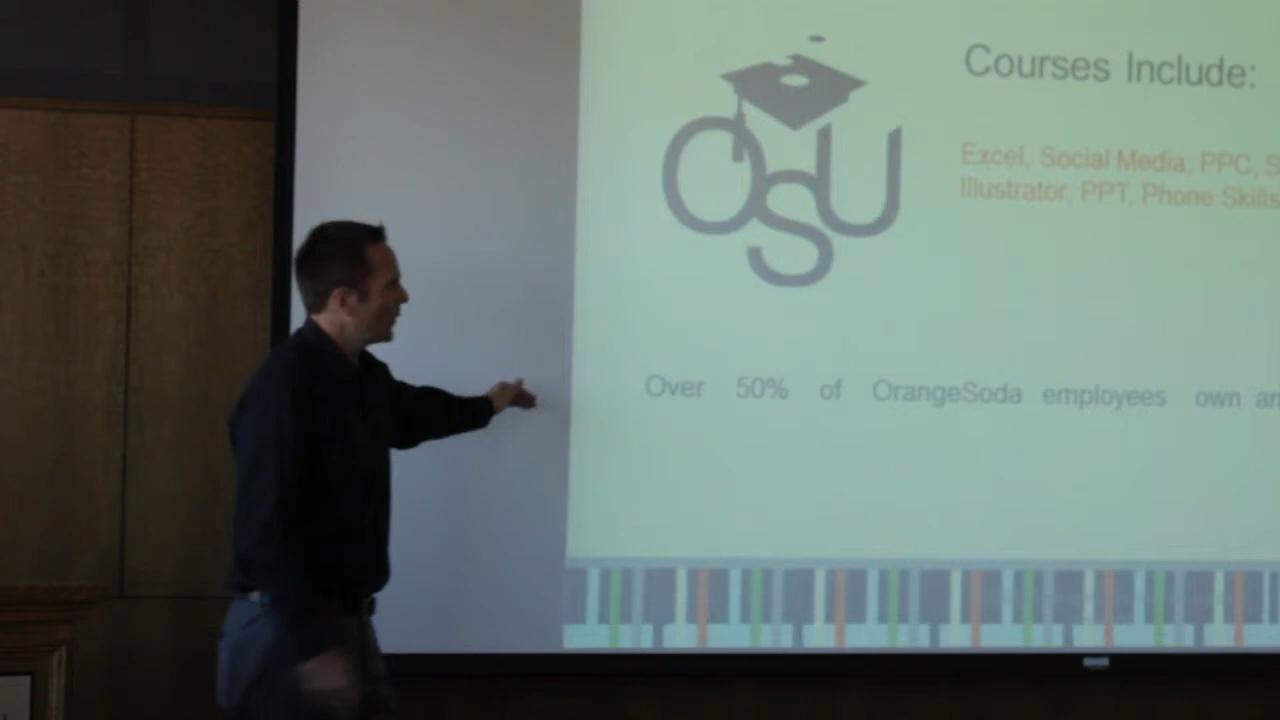 OSU
Courses Include:
Excel, Social Media, PPC,
Illustrator, PPT, Phone Skills
Over 50% of OrangeSoda employees own